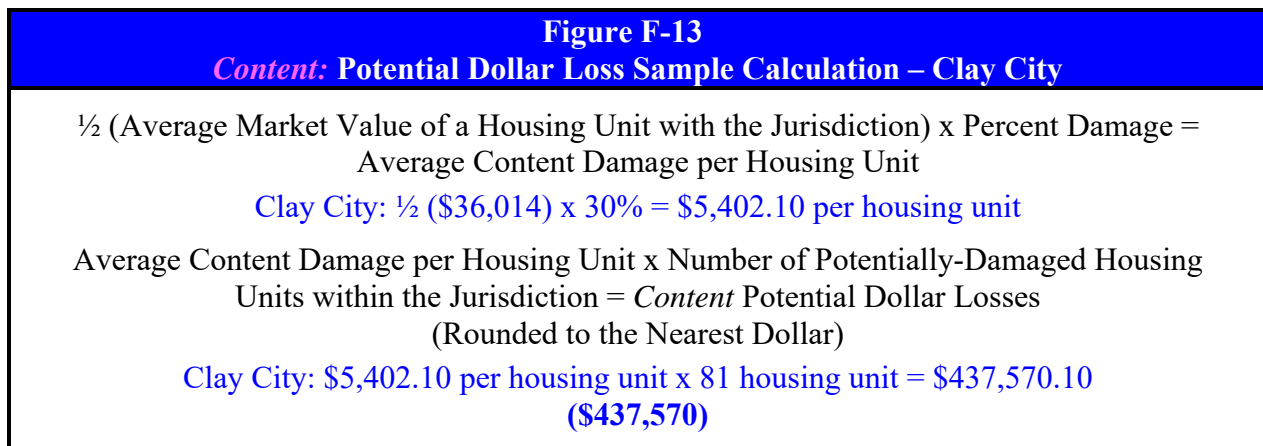 Figure F-13
Content: Potential Dollar Loss Sample Calculation – Clay City
½ (Average Market Value of a Housing Unit with the Jurisdiction) x Percent Damage =
Average Content Damage per Housing Unit
Clay City: ½ ($36,014) x 30% = $5,402.10 per housing unit
Average Content Damage per Housing Unit x Number of Potentially-Damaged Housing
Units within the Jurisdiction = Content Potential Dollar Losses
(Rounded to the Nearest Dollar)
Clay City: $5,402.10 per housing unit x 81 housing unit = $437,570.10
($437,570)